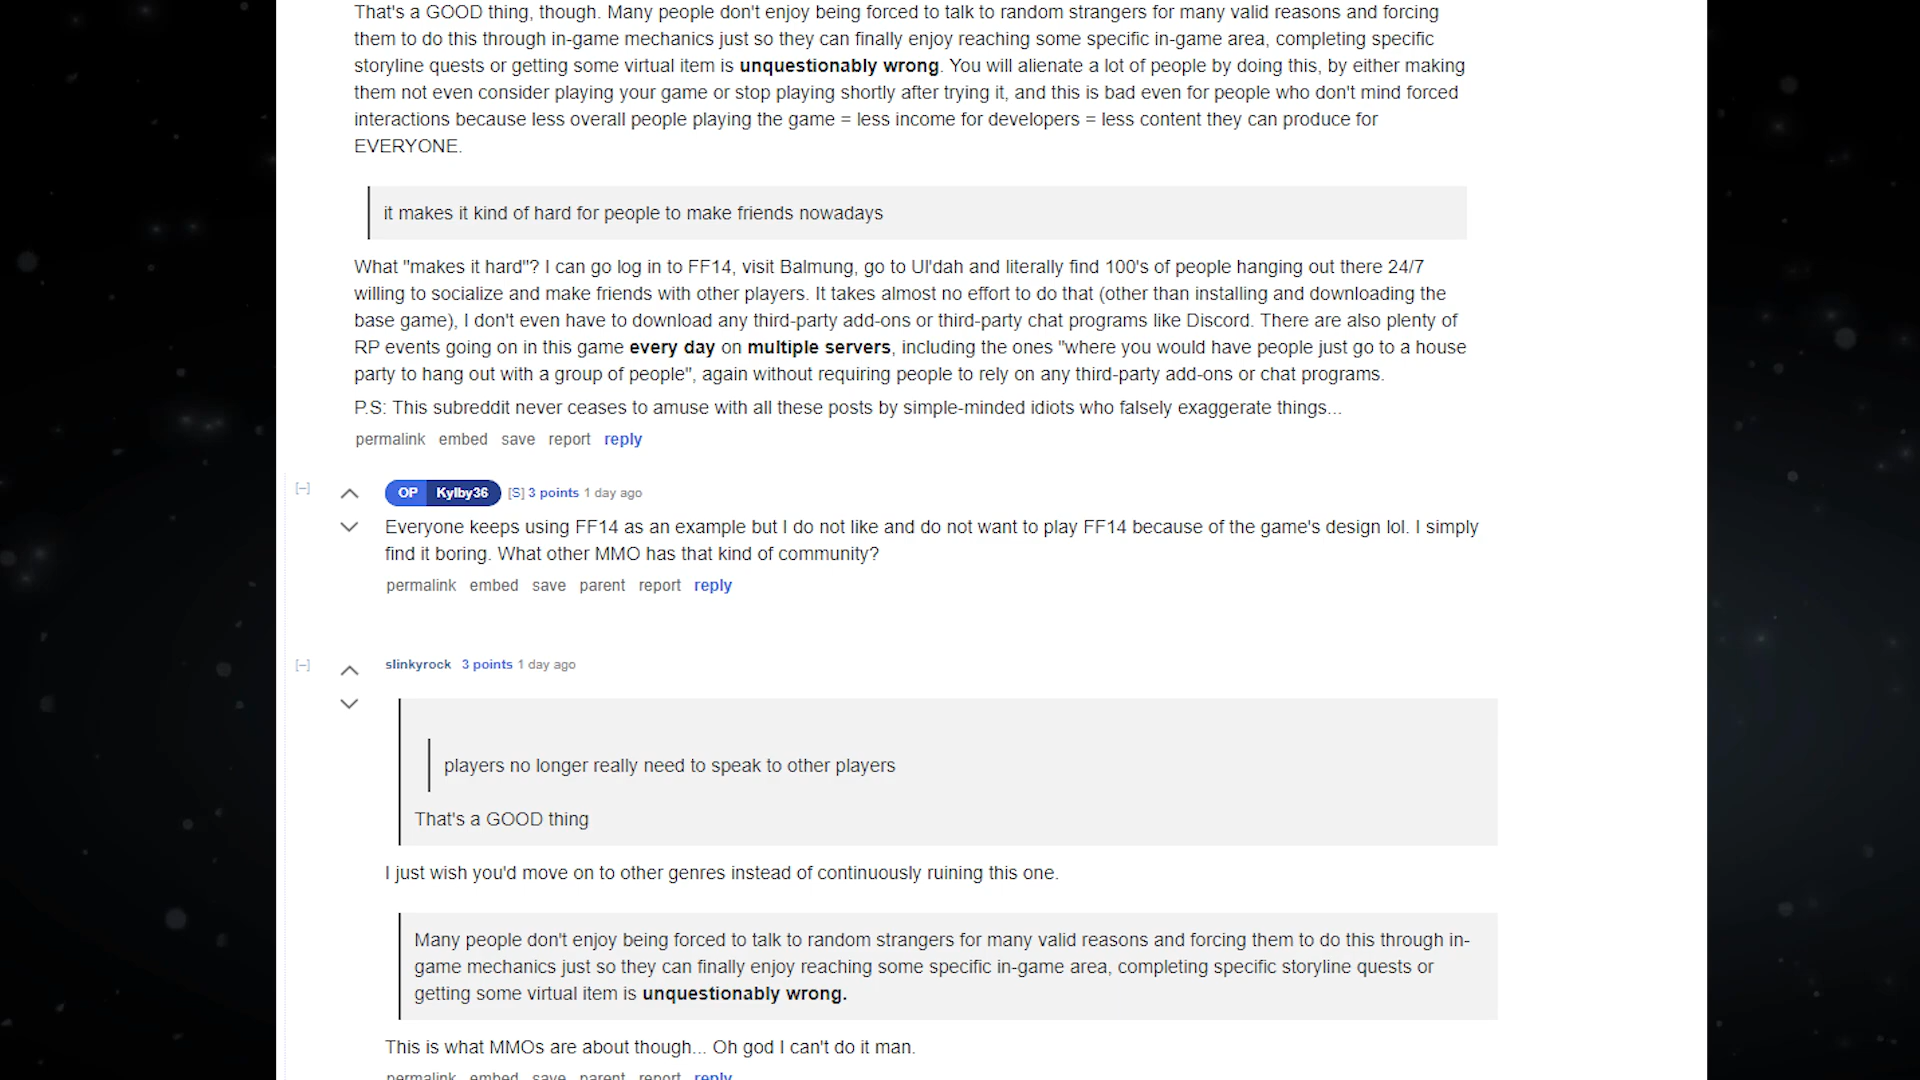 That's a GOOD thing, though. Many people don't enjoy being forced to talk to random strangers for many valid reasons and forcing
them to do this through in-game mechanics just so they can finally enjoy reaching some specific in-game area, completing specific
storyline quests or getting some virtual item is unquestionably wrong. You will alienate a lot of people by doing this, by either making
them not even consider playing your game or stop playing shortly after trying it, and this is bad even for people who don't mind forced
interactions because less overall people playing the game = less income for developers = less content they can produce for
EVERYONE.
it makes it kind of hard for people to make friends nowadays
What "makes it hard"? I can go log in to FF14, visit Balmung, go to Ul'dah and literally find 100's of people hanging out there 24/7
willing to socialize and make friends with other players. It takes almost no effort to do that (other than installing and downloading the
base game), I don't even have to download any third-party add-ons or third-party chat programs like Discord. There are also plenty of
RP events going on in this game every day on multiple servers, including the ones "where you would have people just go to a house
party to hang out with a group of people", again without requiring people to rely on any third-party add-ons or chat programs.
P.S: This subreddit never ceases to amuse with all these posts by simple-minded idiots who falsely exaggerate things...
permalink embed save report reply
[–] OP Kylby36 [S] 3 points 1 day ago
Everyone keeps using FF14 as an example but I do not like and do not want to play FF14 because of the game's design lol. I simply
find it boring. What other MMO has that kind of community?
permalink embed save parent report reply
[–] slinkyrock 3 points 1 day ago
players no longer really need to speak to other players
That's a GOOD thing
I just wish you'd move on to other genres instead of continuously ruining this one.
Many people don't enjoy being forced to talk to random strangers for many valid reasons and forcing them to do this through in-
game mechanics just so they can finally enjoy reaching some specific in-game area, completing specific storyline quests or
getting some virtual item is unquestionably wrong.
This is what MMOs are about though... Oh god I can't do it man.
permalink embed save parent report reply